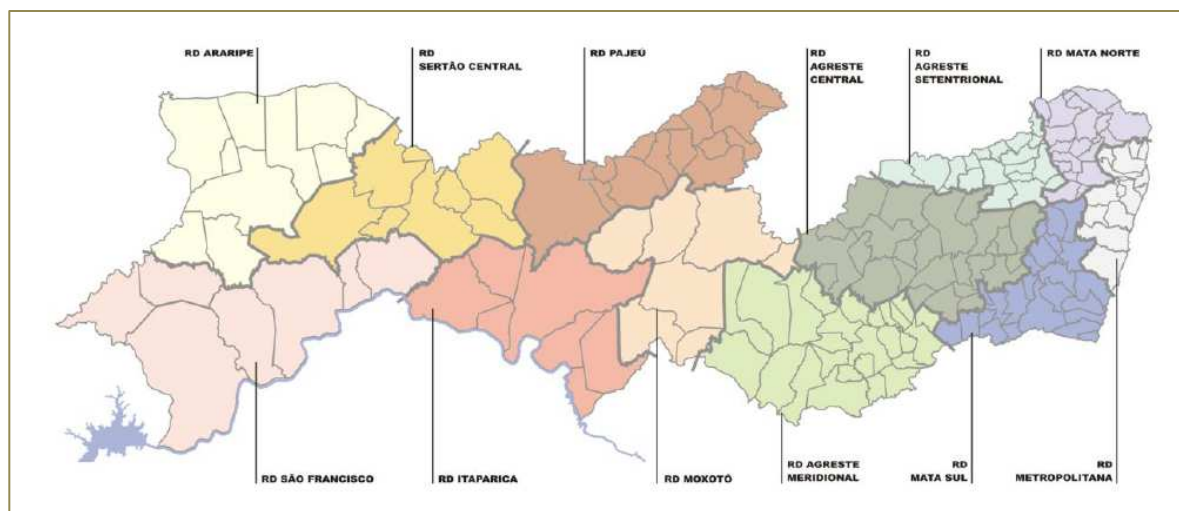 RD ARARIPE
RD
SERTÃO CENTRAL
RD PAJEÚ
RD
AGRESTE
CENTRAL
RD
AGRESTE
SETENTRIONAL
RD MATA NORTE
RD SÃO FRANCISCO
RD ITAPARICA
RD MOXOTÓ
RD AGRESTE
MERIDIONAL
RD
MATA SUL
RD
METROPOLITANA